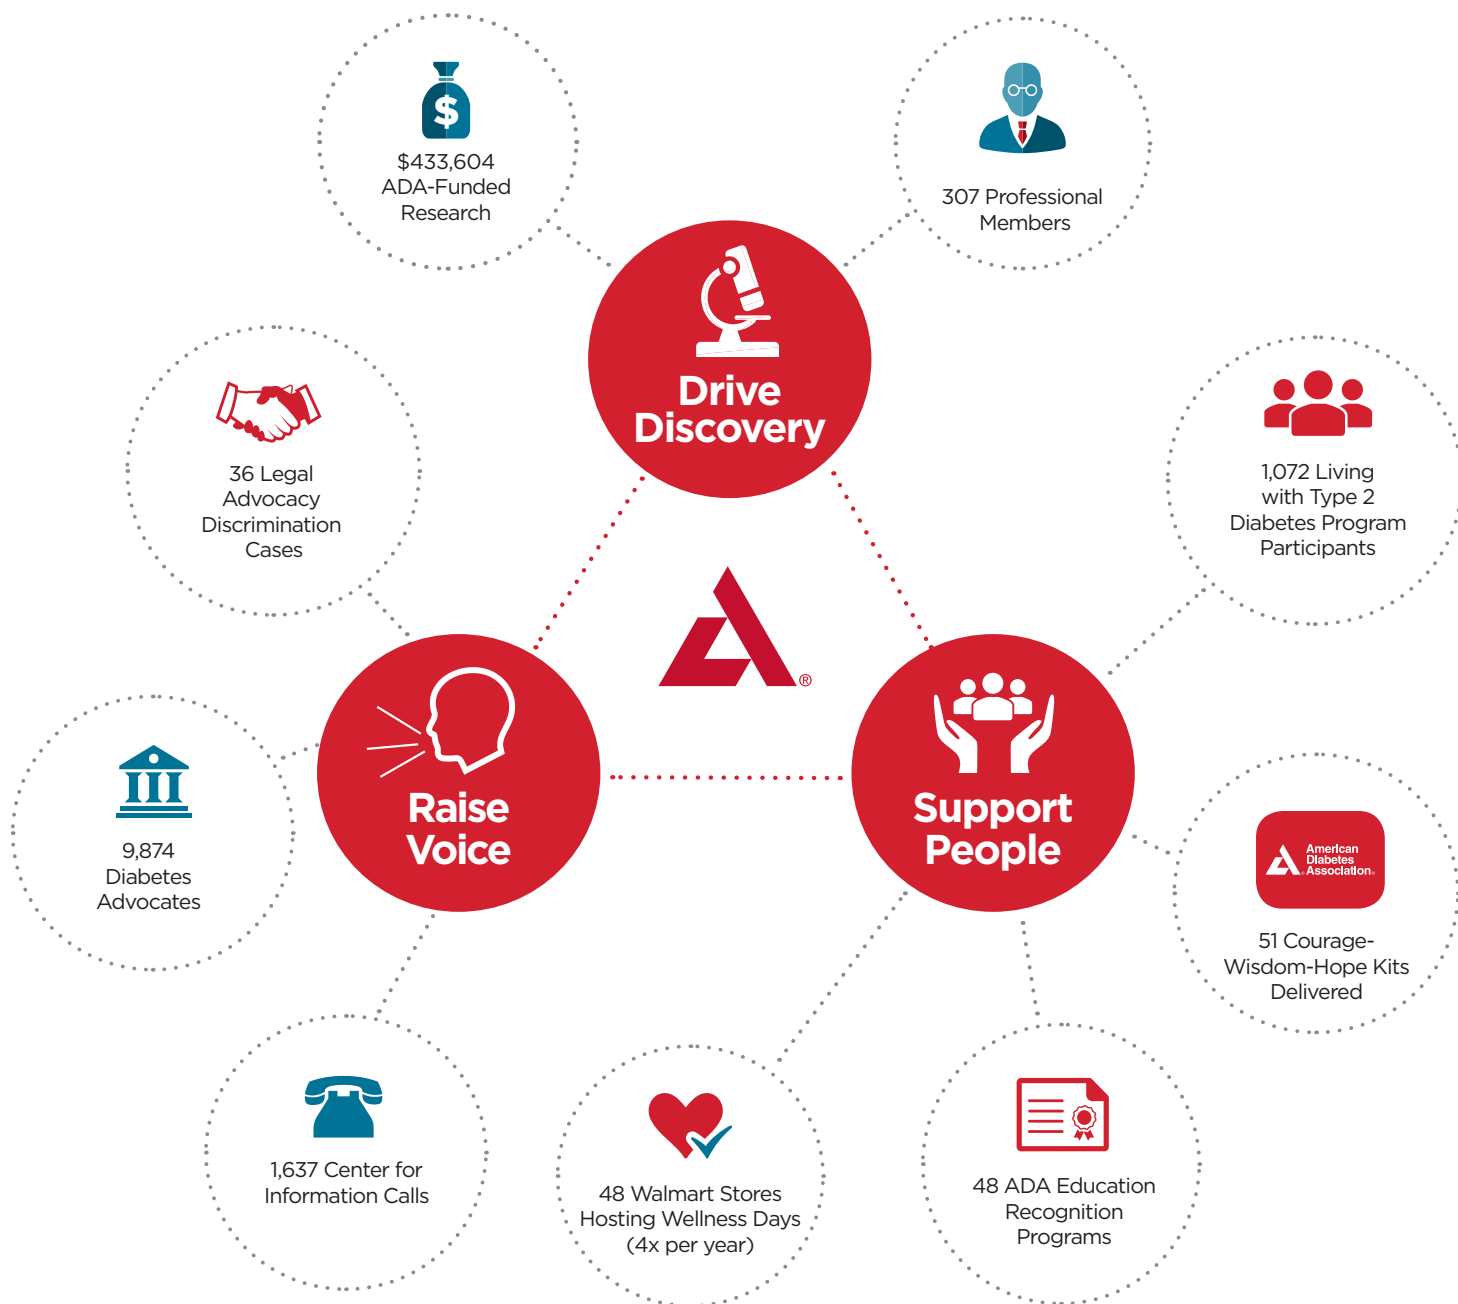 $
$433,604
ADA-Funded
Research
307 Professional
Members
Drive
Discovery
36 Legal
Advocacy
Discrimination
Cases
1,072 Living
with Type 2
Diabetes Program
Participants
®
Raise
Voice
Support
People
9,874
Diabetes
Advocates
American
Diabetes
Association®
51 Courage-
Wisdom-Hope Kits
Delivered
1,637 Center for
Information Calls
48 Walmart Stores
Hosting Wellness Days
(4x per year)
48 ADA Education
Recognition
Programs